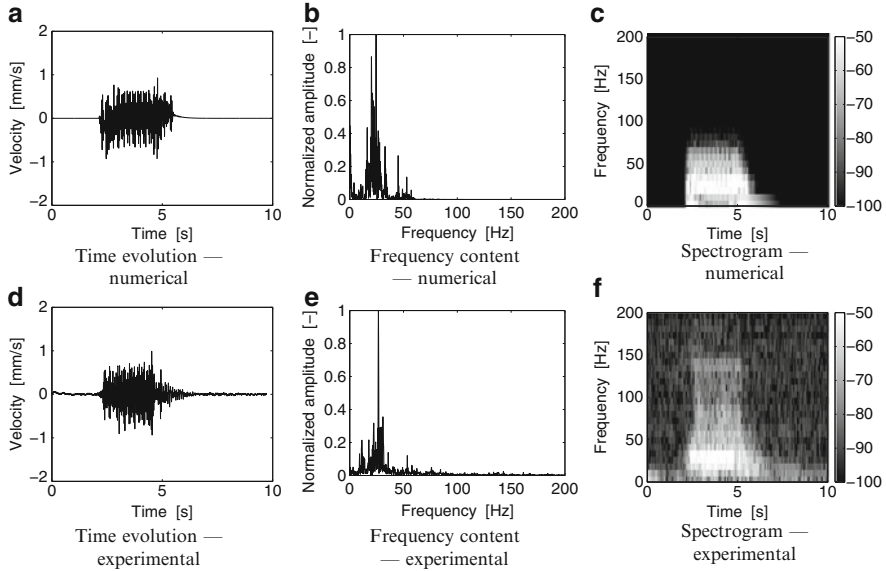 a
2
1
0
−1
−2
0
5
10
Velocity [mm/s]
Time [s]
Time evolution —
numerical
b
1
0.8
0.6
0.4
0.2
0
0
50
100
150
200
Normalized amplitude [−]
Frequency [Hz]
Frequency content
— numerical
c
200
150
100
50
0
0
5
10
Frequency [Hz]
Time [s]
−50
−60
−70
−80
−90
−100
Spectrogram —
numerical
d
2
1
0
−1
−2
0
5
10
Velocity [mm/s]
Time [s]
Time evolution —
experimental
e
1
0.8
0.6
0.4
0.2
0
0
50
100
150
200
Normalized amplitude [−]
Frequency [Hz]
Frequency content
— experimental
f
200
150
100
50
0
0
5
10
Frequency [Hz]
Time [s]
−50
−60
−70
−80
−90
−100
Spectrogram —
experimental